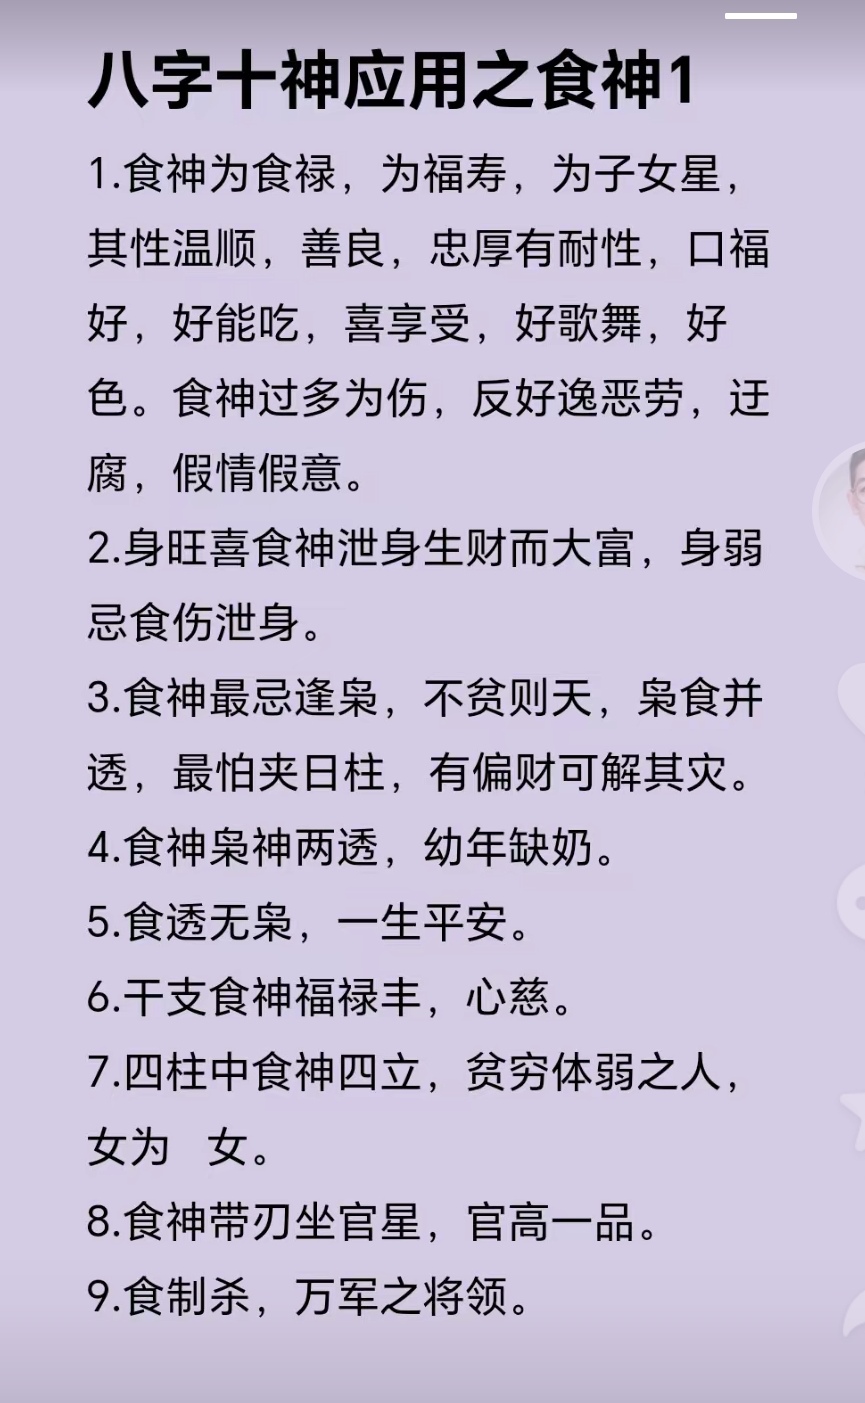 八字十神应用之食神1
1.食神为食禄，为福寿，为子女星，
其性温顺，善良，忠厚有耐性，口福
好，好能吃，喜享受，好歌舞，好
色。食神过多为伤，反好逸恶劳，迂
腐，假情假意。
2.身旺喜食神泄身生财而大富，身弱
忌食伤泄身。
3.食神最忌逢枭，不贫则天，枭食并
透，最怕夹日柱，有偏财可解其灾。
4.食神枭神两透，幼年缺奶。
5.食透无枭，一生平安。
6.干支食神福禄丰，心慈。
7.四柱中食神四立，贫穷体弱之人，
女为 女。
8.食神带刃坐官星，官高一品。
9.食制杀，万军之将领。